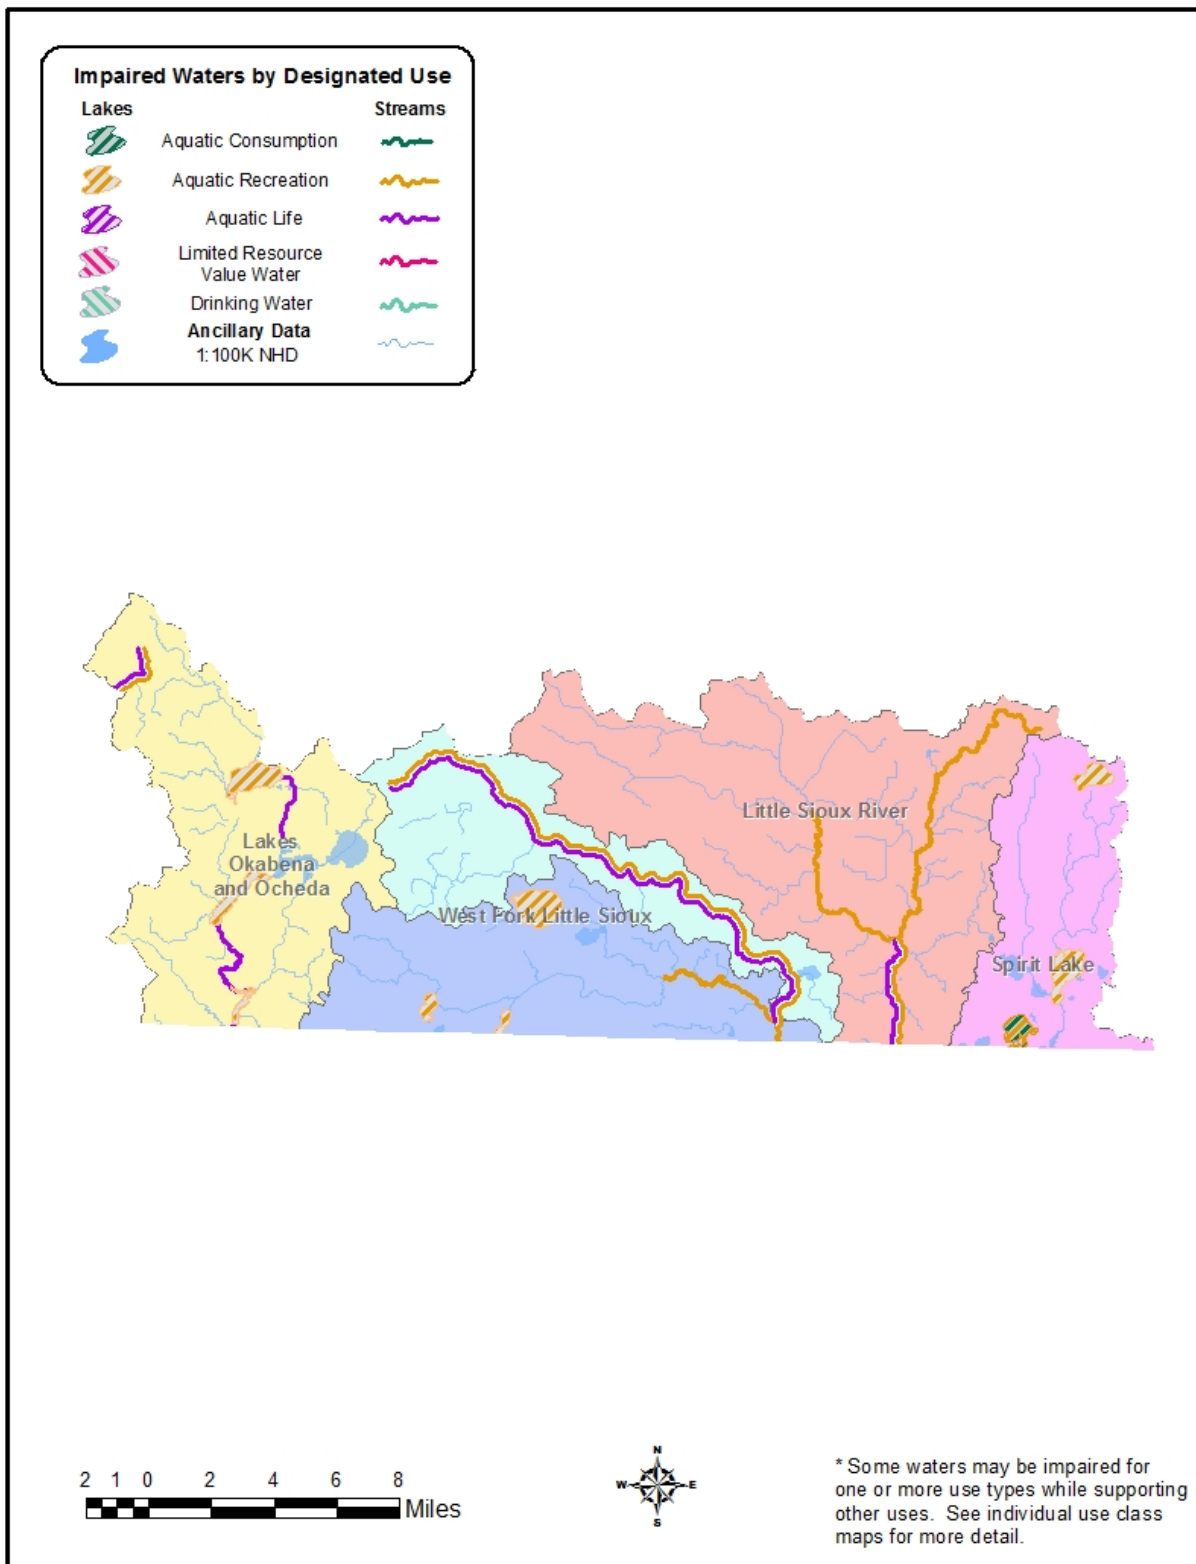 Impaired Waters by Designated Use
Lakes
Streams
Aquatic Consumption
Aquatic Recreation
Aquatic Life
Limited Resource
Value Water
Drinking Water
Ancillary Data
1:100K NHD
Little Sioux River
Lakes
Okabena
and Ocheda
West Fork Little Sioux
Spirit Lake
2 1 0 2 4 6 8
Miles
N
W E
S
* Some waters may be impaired for
one or more use types while supporting
other uses. See individual use class
maps for more detail.